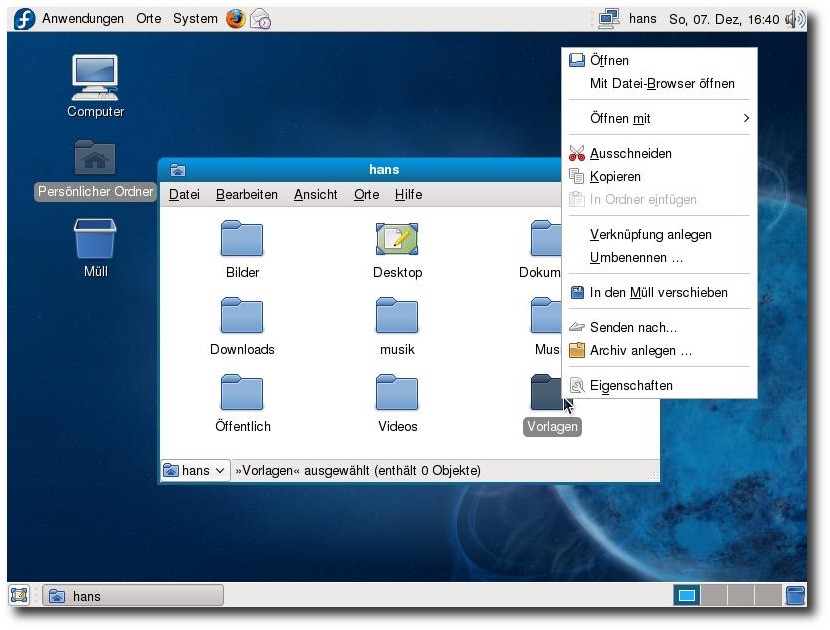 Anwendungen Orte System hans So, 07. Dez, 16:40
Computer
Persönlicher Ordner
Müll
hans
Datei Bearbeiten Ansicht Orte Hilfe
Bilder Desktop Dokum
Downloads musik Mus
Öffentlich Videos Vorlagen
hans »Vorlagen« ausgewählt (enthält 0 Objekte)
Öffnen
Mit Datei-Browser öffnen
Öffnen mit
Ausschneiden
Kopieren
In Ordner einfügen
Verknüpfung anlegen
Umbenennen ...
In den Müll verschieben
Senden nach...
Archiv anlegen ...
Eigenschaften
hans